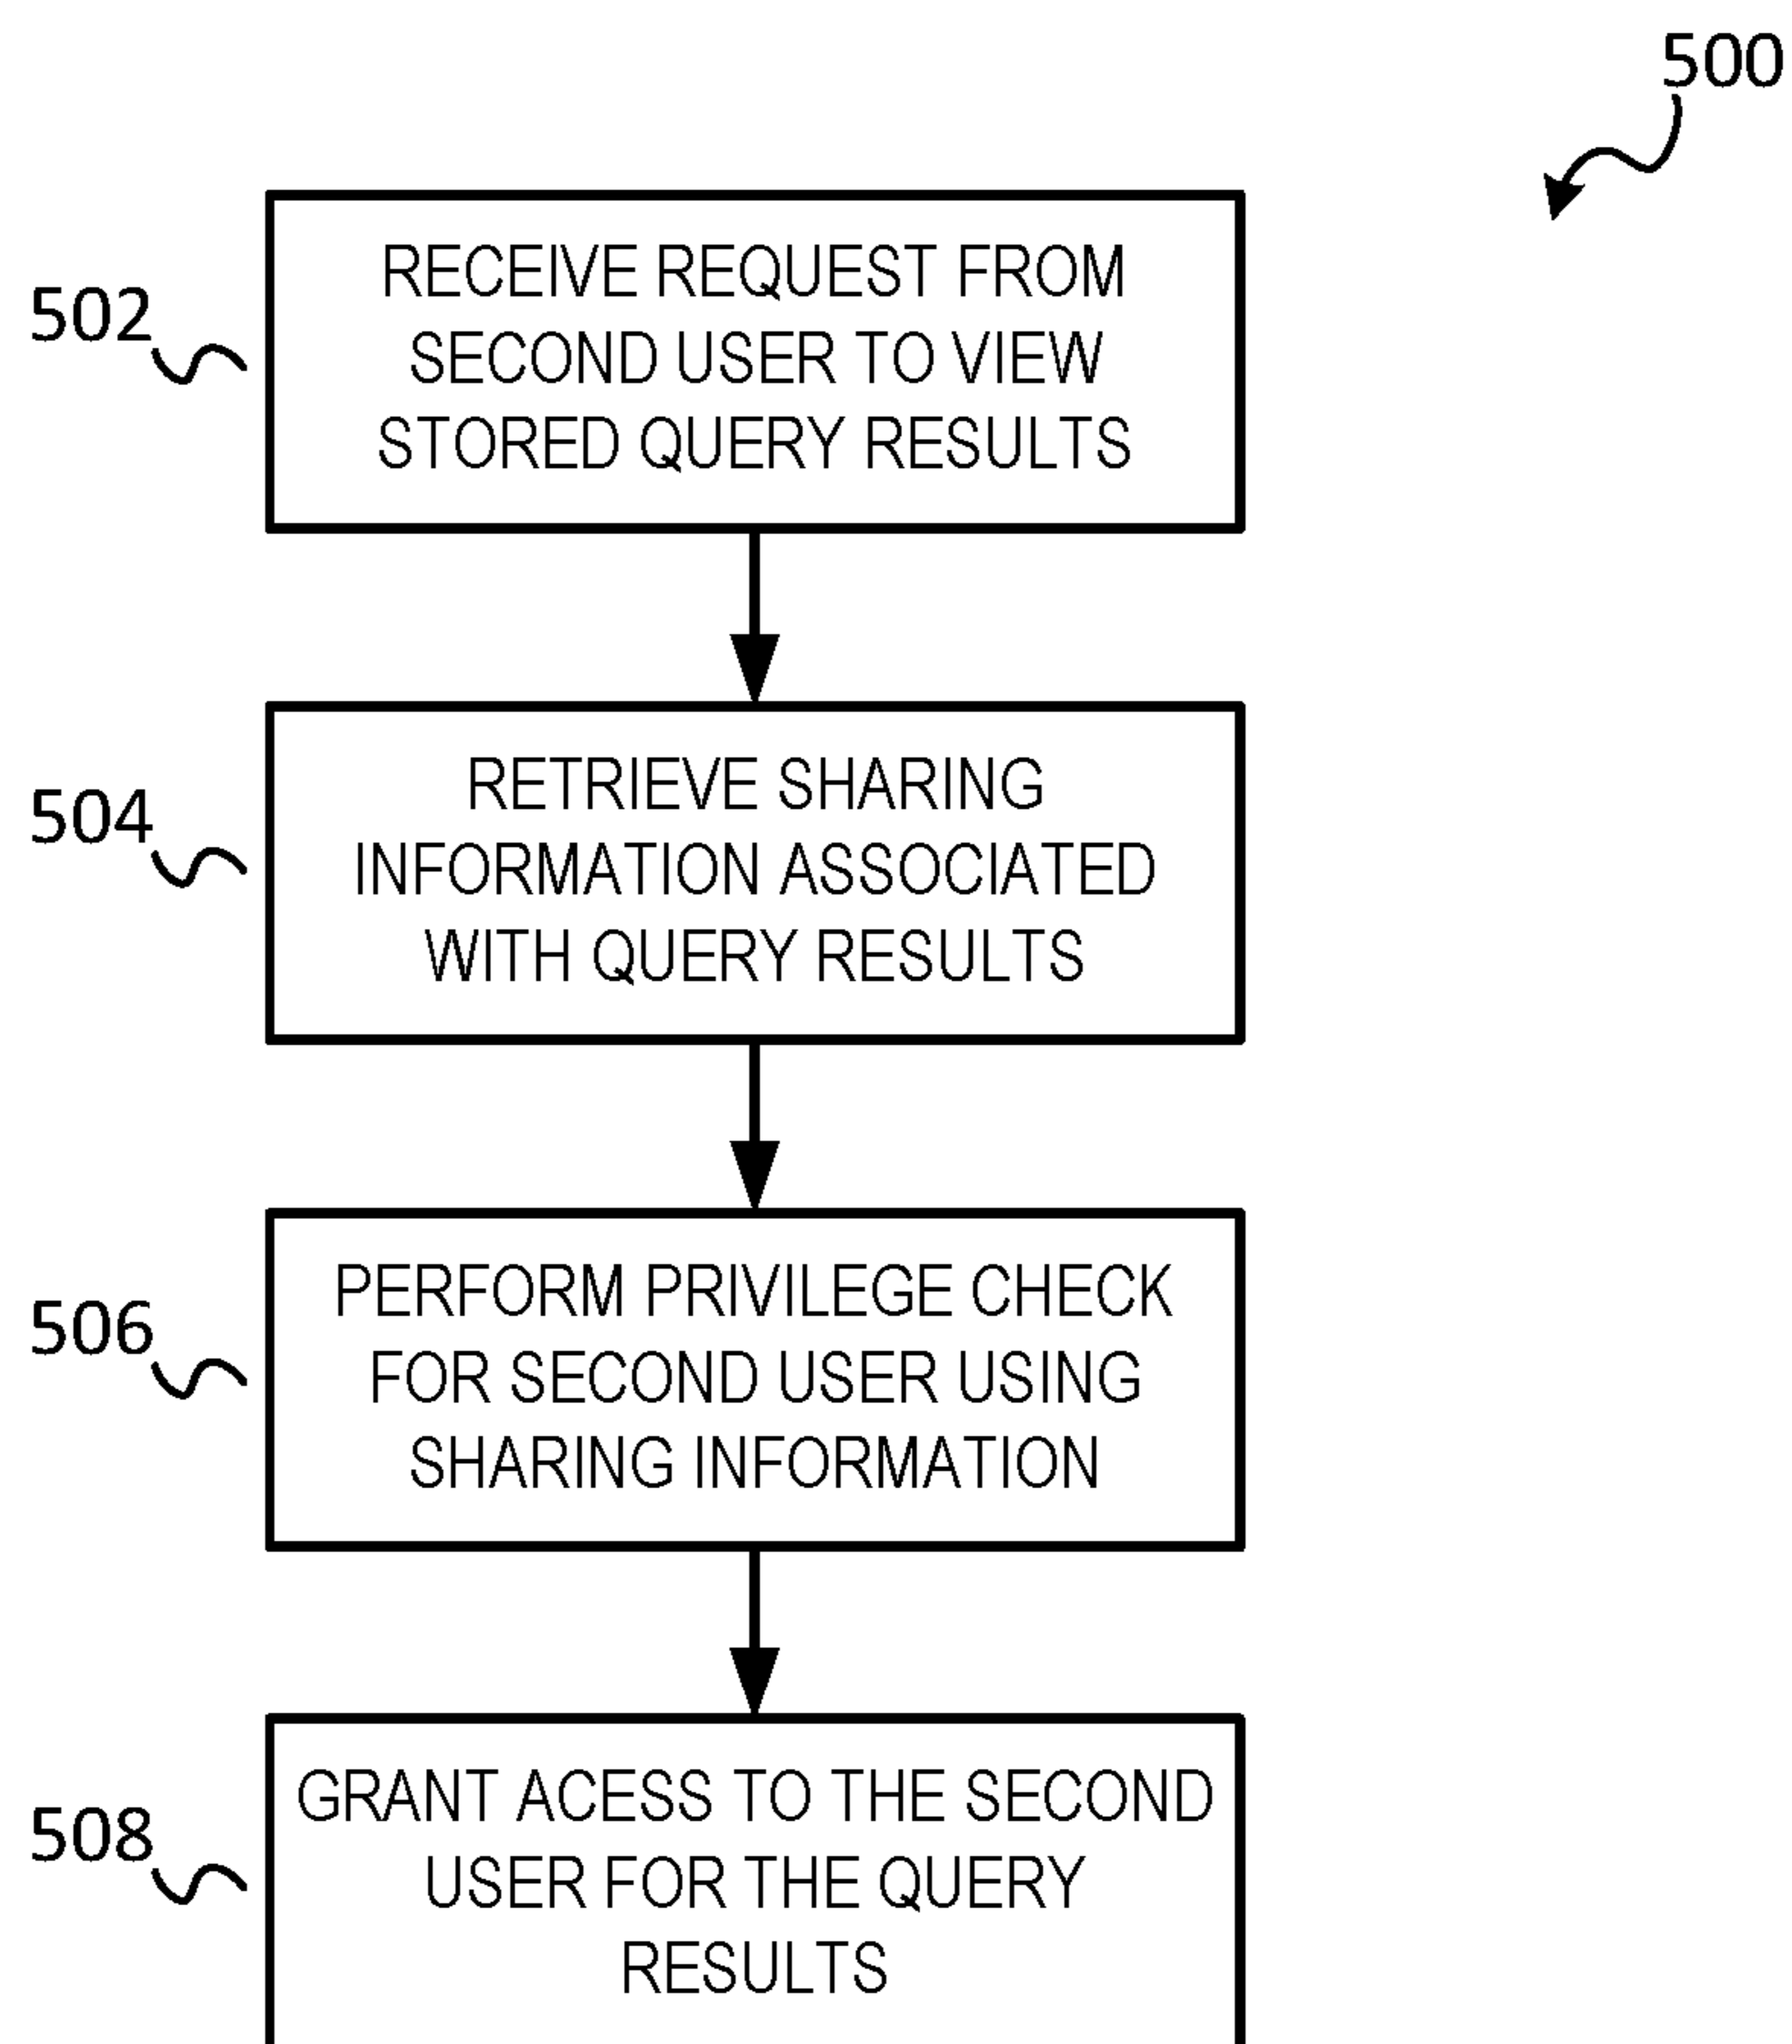 500
502
RECEIVE REQUEST FROM
SECOND USER TO VIEW
STORED QUERY RESULTS
504
RETRIEVE SHARING
INFORMATION ASSOCIATED
WITH QUERY RESULTS
506
PERFORM PRIVILEGE CHECK
FOR SECOND USER USING
SHARING INFORMATION
508
GRANT ACESS TO THE SECOND
USER FOR THE QUERY
RESULTS